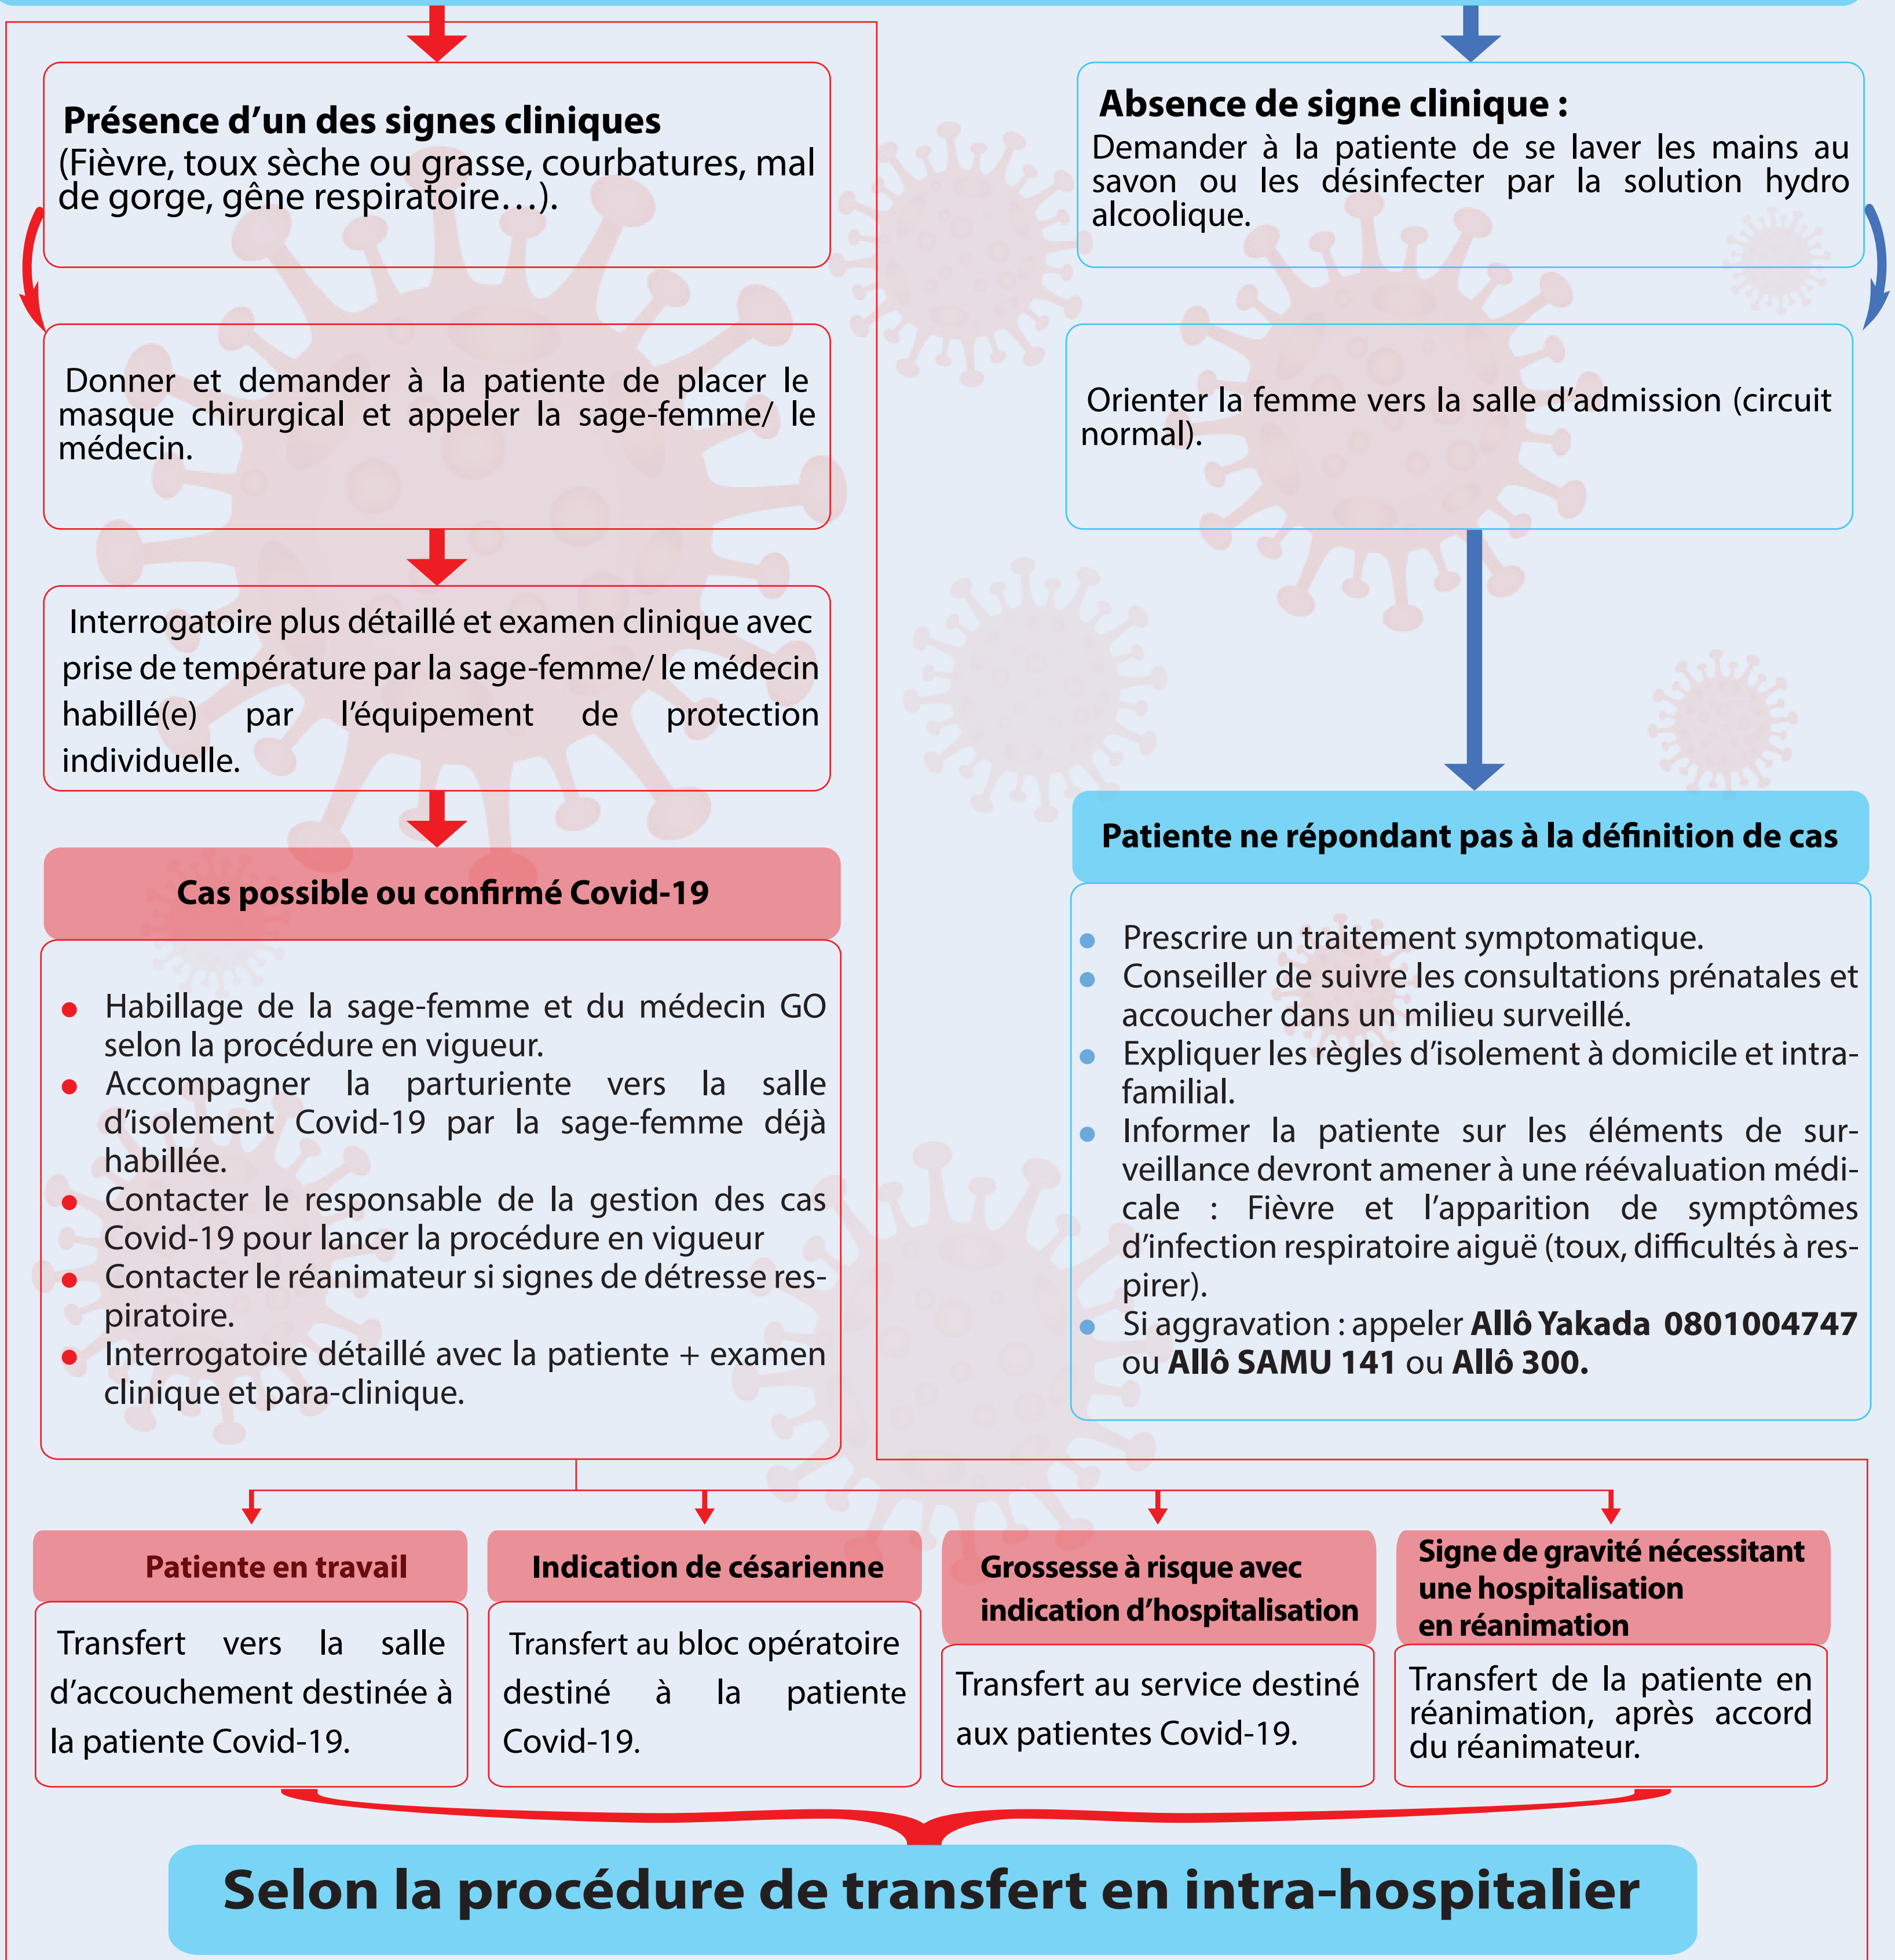 Présence d’un des signes cliniques
(Fièvre, toux sèche ou grasse, courbatures, mal
de gorge, gêne respiratoire…).
Donner et demander à la patiente de placer le
masque chirurgical et appeler la sage-femme/ le
médecin.
Interrogatoire plus détaillé et examen clinique avec
prise de température par la sage-femme/ le médecin
habillé(e) par l’équipement de protection
individuelle.
Cas possible ou confirmé Covid-19
● Habillage de la sage-femme et du médecin GO
selon la procédure en vigueur.
● Accompagner la parturiente vers la salle
d’isolement Covid-19 par la sage-femme déjà
habillée.
● Contacter le responsable de la gestion des cas
Covid-19 pour lancer la procédure en vigueur
● Contacter le réanimateur si signes de détresse res-
piratoire.
● Interrogatoire détaillé avec la patiente + examen
clinique et para-clinique.
Absence de signe clinique :
Demander à la patiente de se laver les mains au
savon ou les désinfecter par la solution hydro
alcoolique.
Orienter la femme vers la salle d’admission (circuit
normal).
Patiente ne répondant pas à la définition de cas
● Prescrire un traitement symptomatique.
● Conseiller de suivre les consultations prénatales et
accoucher dans un milieu surveillé.
● Expliquer les règles d’isolement à domicile et intra-
familial.
● Informer la patiente sur les éléments de sur-
veillance devront amener à une réévaluation médi-
cale : Fièvre et l’apparition de symptômes
d’infection respiratoire aiguë (toux, difficultés à res-
pirer).
● Si aggravation : appeler Allô Yakada 0801004747
ou Allô SAMU 141 ou Allô 300.
Patiente en travail
Transfert vers la salle
d’accouchement destinée à
la patiente Covid-19.
Indication de césarienne
Transfert au bloc opératoire
destiné à la patiente
Covid-19.
Grossesse à risque avec
indication d’hospitalisation
Transfert au service destiné
aux patientes Covid-19.
Signe de gravité nécessitant
une hospitalisation
en réanimation
Transfert de la patiente en
réanimation, après accord
du réanimateur.
Selon la procédure de transfert en intra-hospitalier